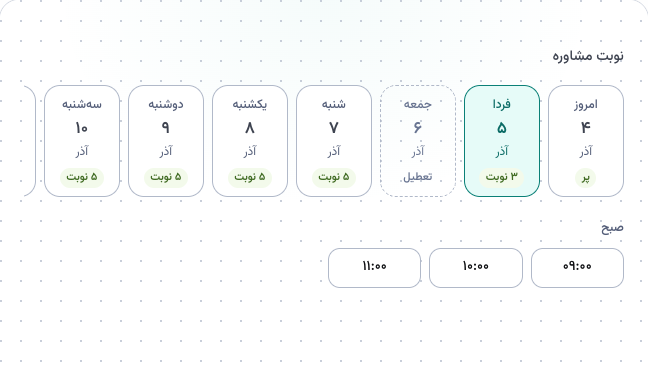 نوبت مشاوره
امروز
۴
آذر
پر
فردا
۵
آذر
۳ نوبت
جمعه
۶
آذر
تعطیل
شنبه
۷
آذر
۵ نوبت
یکشنبه
۸
آذر
۵ نوبت
دوشنبه
۹
آذر
۵ نوبت
سه‌شنبه
۱۰
آذر
۵ نوبت
صبح
۰۹:۰۰
۱۰:۰۰
۱۱:۰۰